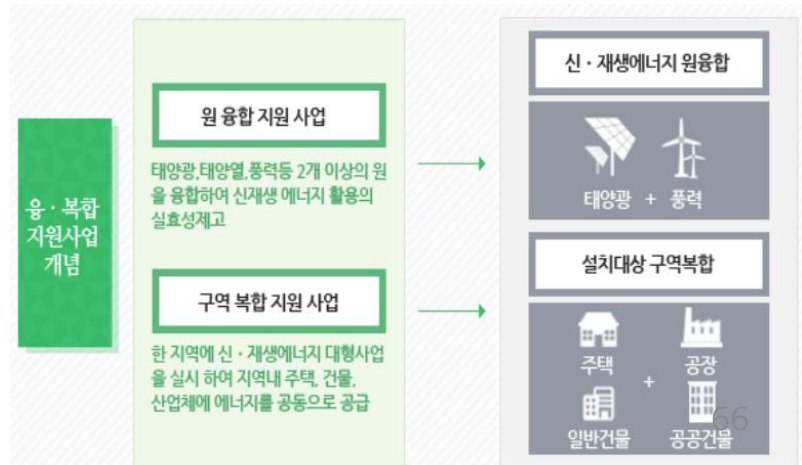 융 · 복합
지원사업
개념
원 융합 지원 사업
태양광,태양열,풍력등 2개 이상의 원
을 융합하여 신재생 에너지 활용의
실효성제고
구역 복합 지원 사업
한 지역에 신 · 재생에너지 대형사업
을 실시 하여 지역내 주택, 건물,
산업체에 에너지를 공동으로 공급
신 · 재생에너지 원융합
태양광 + 풍력
설치대상 구역복합
주택 공장
+
일반건물 공공건물
66